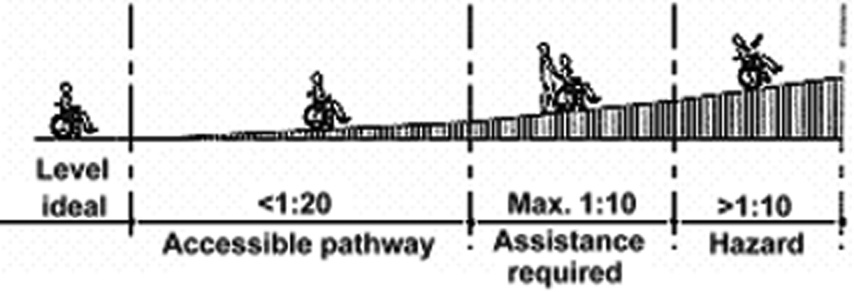 Level
ideal
<1:20
Max. 1:10
>1:10
Accessible pathway
Assistance
required
Hazard